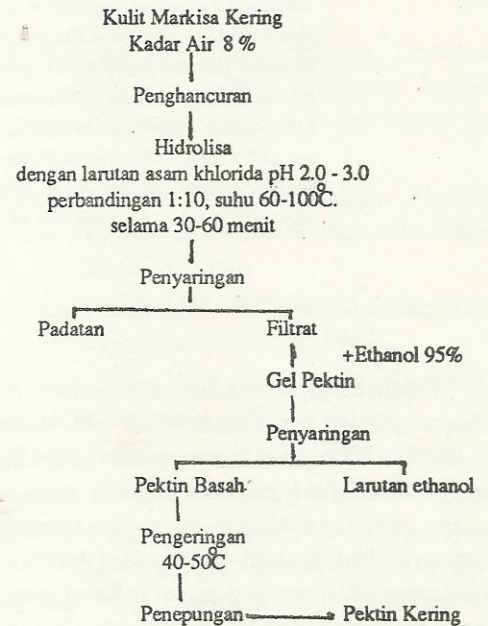 Kulit Markisa Kering
Kadar Air 8 %
Penghancuran
Hidrolisa
dengan larutan asam khlorida pH 2.0 - 3.0
perbandingan 1:10, suhu 60-100°C.
selama 30-60 menit
Penyaringan
Padatan Filtrat
+Ethanol 95%
Gel Pektin
Penyaringan
Pektin Basah Larutan ethanol
Pengeringan
40-50°C
Penepungan Pektin Kering